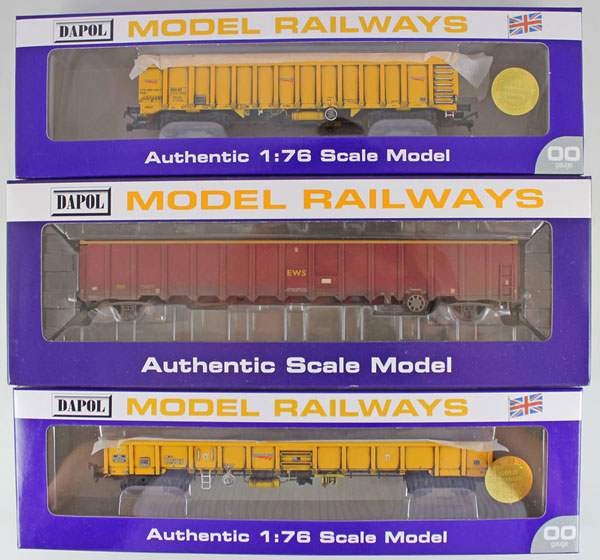 DAPOL
MODEL RAILWAYS
Authentic 1:76 Scale Model
OO
gauge
DAPOL
MODEL RAILWAYS
EWS
Authentic Scale Model
DAPOL
MODEL RAILWAYS
Authentic 1:76 Scale Model
OO
gauge